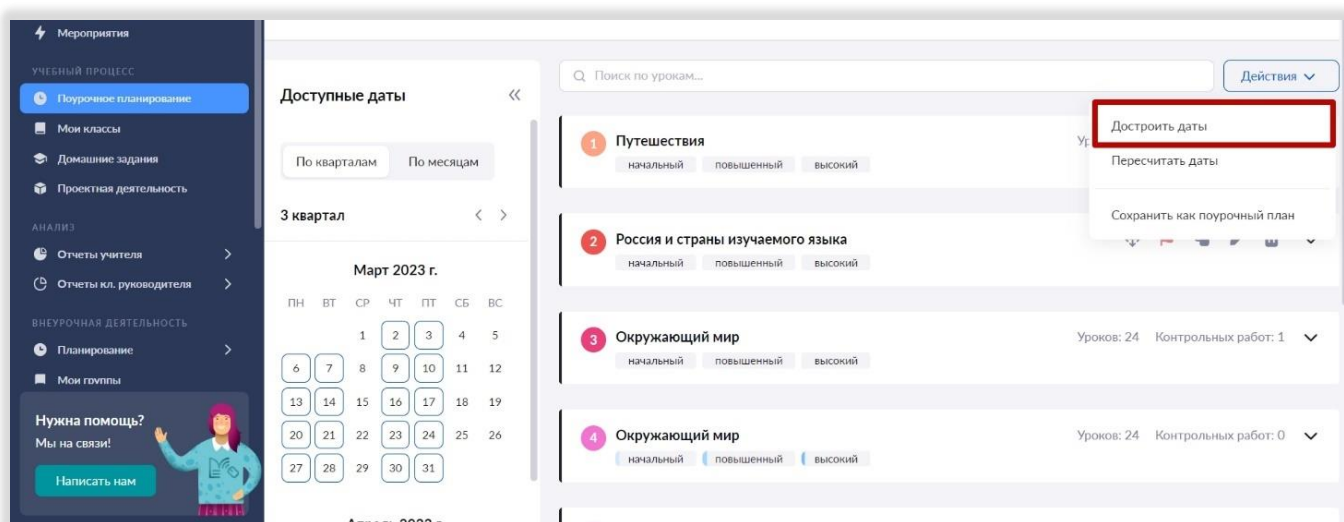 Мероприятия
УЧЕБНЫЙ ПРОЦЕСС
Поурочное планирование
Мои классы
Домашние задания
Проектная деятельность
АНАЛИЗ
Отчеты учителя
Отчеты кл. руководителя
ВНЕУРОЧНАЯ ДЕЯТЕЛЬНОСТЬ
Планирование
Мои группы
Нужна помощь?
Мы на связи!
Написать нам
Доступные даты
По кварталам По месяцам
3 квартал
Март 2023 г.
ПН ВТ СР ЧТ ПТ СБ ВС
1 2 3 4 5
6 7 8 9 10 11 12
13 14 15 16 17 18 19
20 21 22 23 24 25 26
27 28 29 30 31
Апрель 2023 г.
Поиск по урокам...
Действия
Достроить даты
Пересчитать даты
Сохранить как поурочный план
1 Путешествия
начальный повышенный высокий
2 Россия и страны изучаемого языка
начальный повышенный высокий
3 Окружающий мир Уроков: 24 Контрольных работ: 1
начальный повышенный высокий
4 Окружающий мир Уроков: 24 Контрольных работ: 0
начальный повышенный высокий